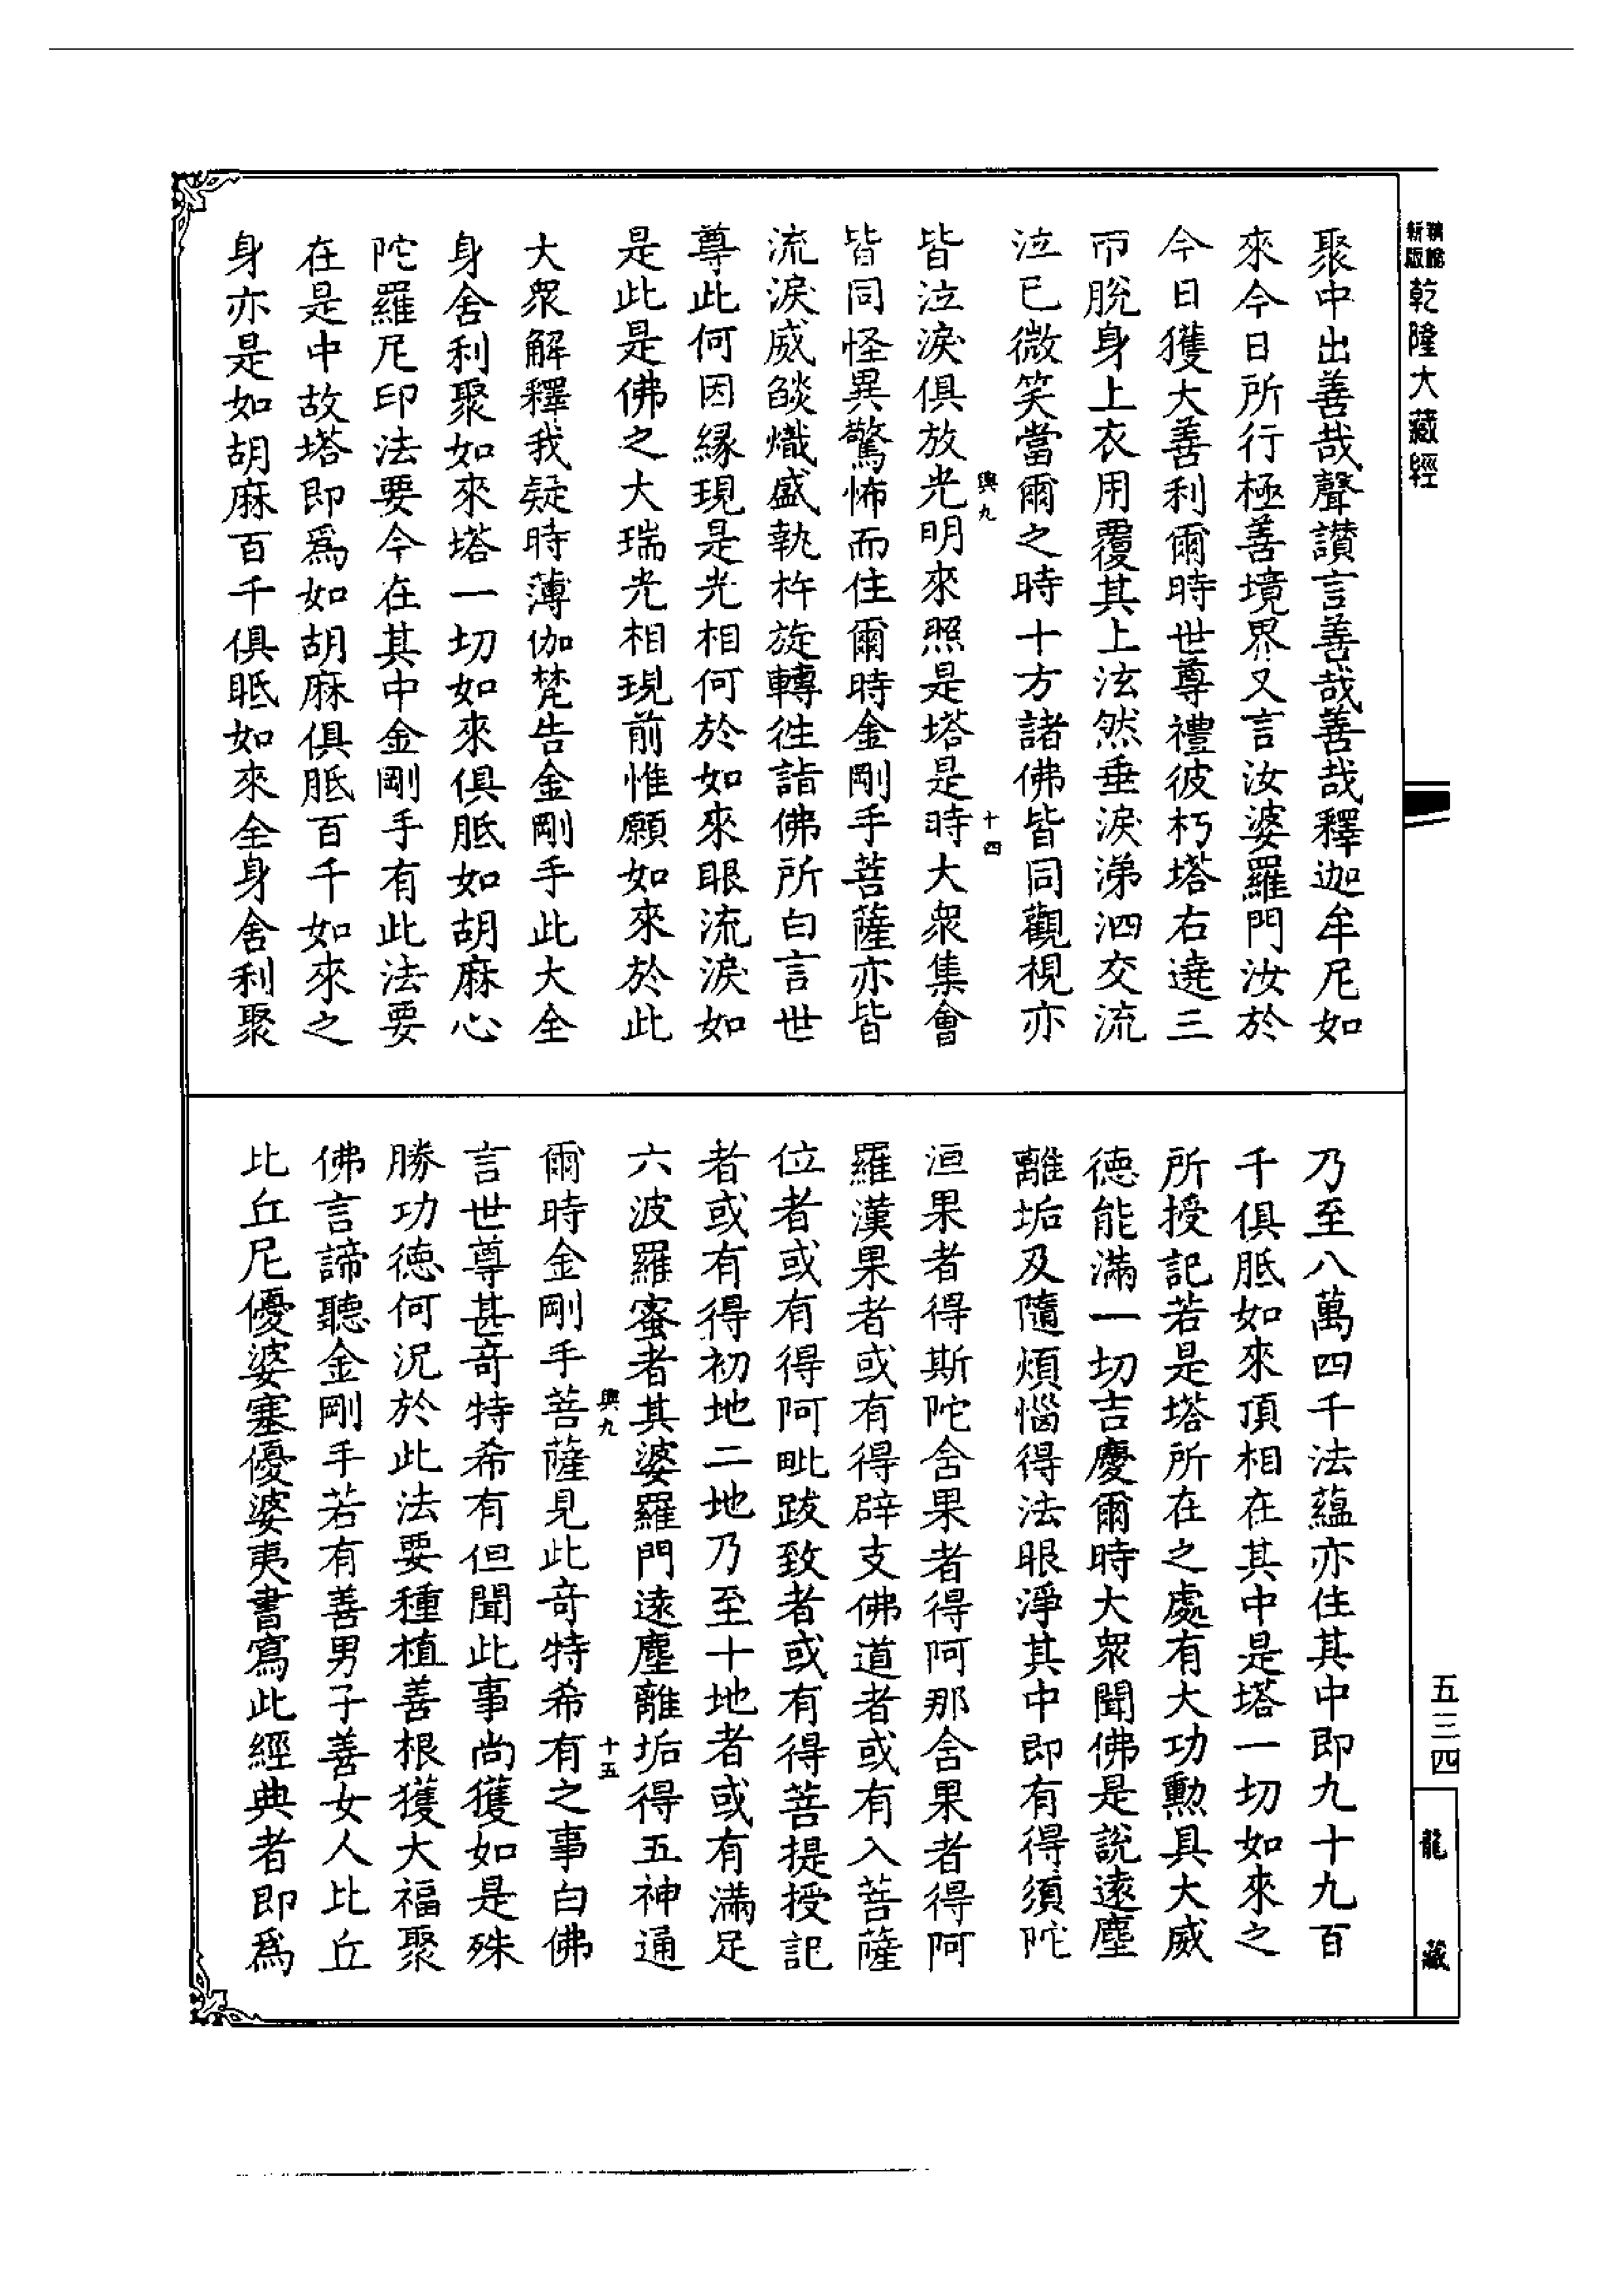 新版
乾隆大藏經
聚中出善哉聲讃言善哉善哉釋迦牟尼如
來今日所行極善境界又言汝婆羅門汝於
今日獲大善利爾時世尊禮彼朽塔右遶三
帀脫身上衣用覆其上泫然垂淚涕泗交流
泣已微笑當爾之時十方諸佛皆同觀視亦
興九
十四
皆泣淚俱放光明來照是塔是時大衆集會
皆同怪異驚怖而住爾時金剛手菩薩亦皆
流淚威燄熾盛執杵旋轉徃詣佛所白言世
尊此何因緣現是光相何於如來眼流淚如
是此是佛之大瑞光相現前惟願如來於此
大衆解釋我疑時薄伽梵告金剛手此大全
身舍利聚如來塔一切如來俱胝如胡麻心
陀羅尼印法要今在其中金剛手有此法要
在是中故塔即爲如胡麻俱胝百千如來之
身亦是如胡麻百千俱胝如來全身舍利聚
乃至八萬四千法蘊亦住其中即九十九百
千俱胝如來頂相在其中是塔一切如來之
所授記若是塔所在之處有大功勲具大威
德能滿一切吉慶爾時大衆聞佛是說遠塵
離垢及隨煩惱得法眼淨其中即有得須陀
洹果者得斯陀舍果者得阿那舍果者得阿
羅漢果者或有得辟支佛道者或有入菩薩
位者或有得阿毗跋致者或有得菩提授記
者或有得初地二地乃至十地者或有滿足
六波羅蜜者其婆羅門遠塵離垢得五神通
興九
十五
爾時金剛手菩薩見此竒特希有之事白佛
言世尊甚竒特希有但聞此事尚獲如是殊
勝功德何況於此法要種植善根獲大福聚
佛言諦聽金剛手若有善男子善女人比丘
比丘尼優婆塞優婆夷書寫此經典者即爲
五三四
龍藏